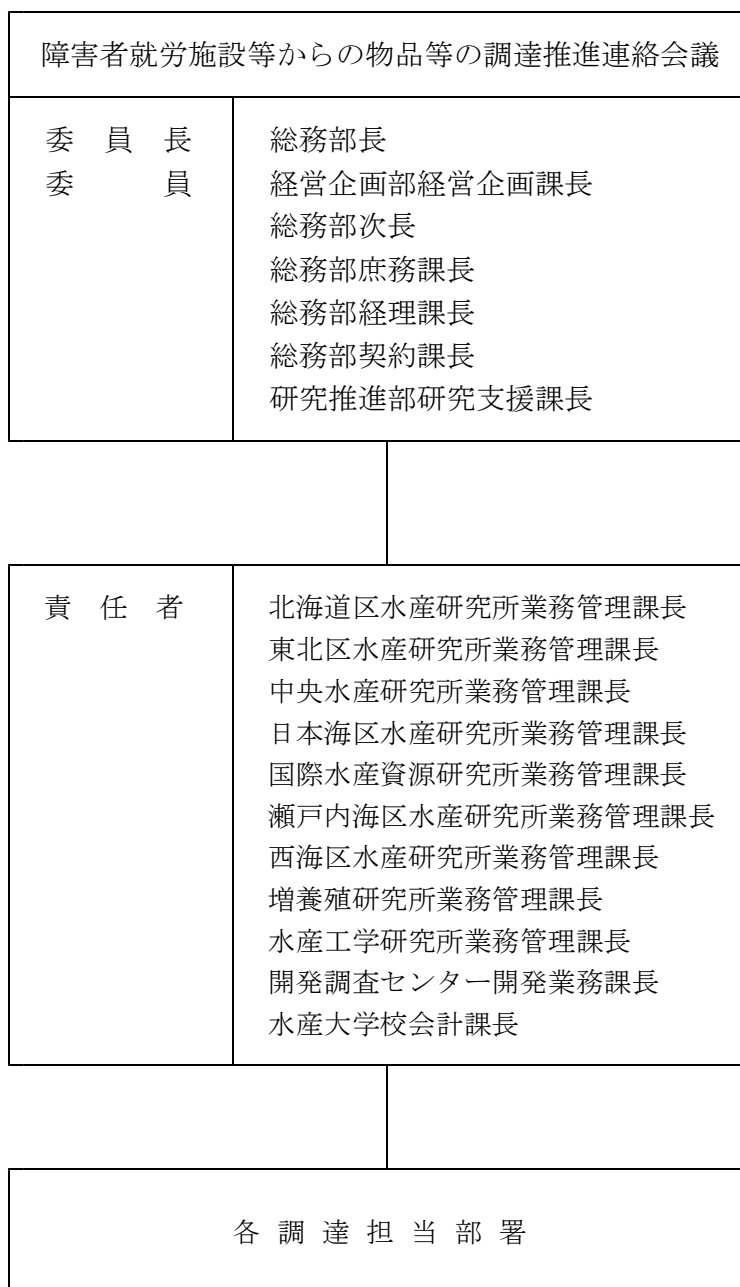 障害者就労施設等からの物品等の調達推進連絡会議
委員長 総務部長
委員 経営企画部経営企画課長
総務部次長
総務部庶務課長
総務部経理課長
総務部契約課長
研究推進部研究支援課長
責任者 北海道区水産研究所業務管理課長
東北区水産研究所業務管理課長
中央水産研究所業務管理課長
日本海区水産研究所業務管理課長
国際水産資源研究所業務管理課長
瀬戸内海区水産研究所業務管理課長
西海区水産研究所業務管理課長
増養殖研究所業務管理課長
水産工学研究所業務管理課長
開発調査センター開発業務課長
水産大学校会計課長
各調達担当部署